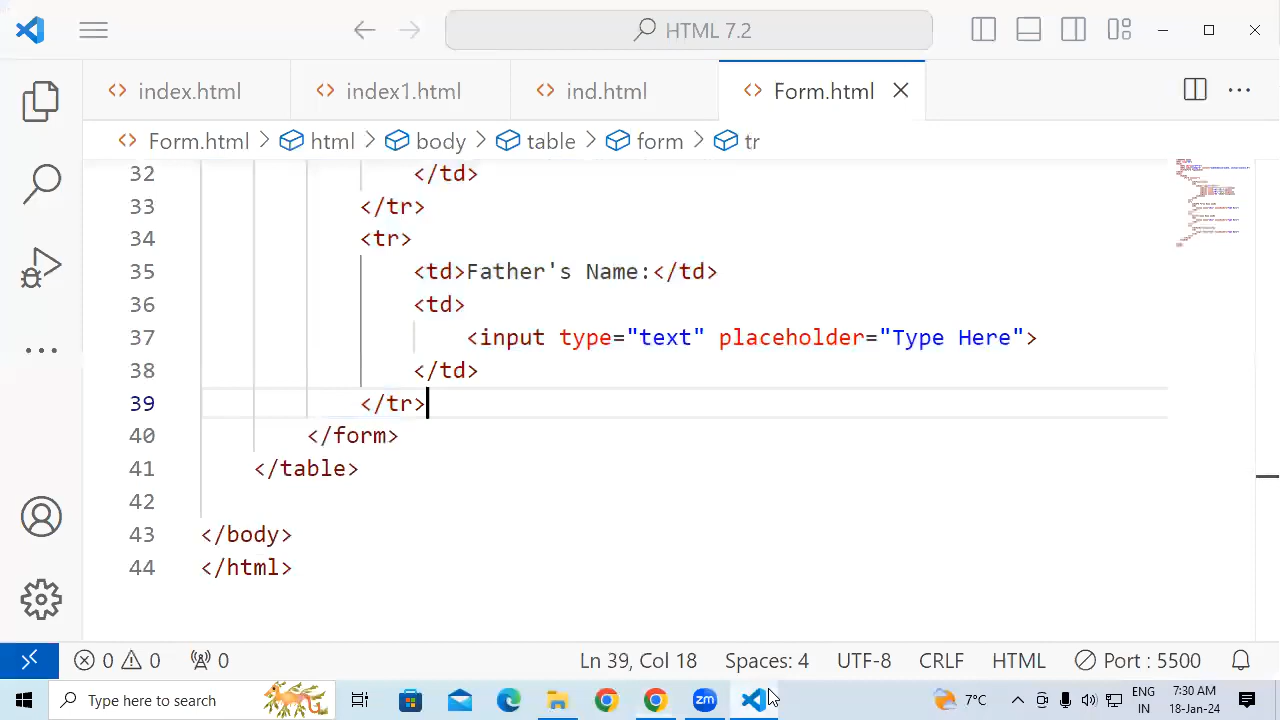 HTML 7.2
index.html index1.html ind.html Form.html
Form.html > html > body > table > form > tr
32 </td>
33 </tr>
34 <tr>
35 <td>Father's Name:</td>
36 <td>
37 <input type="text" placeholder="Type Here">
38 </td>
39 </tr>
40 </form>
41 </table>
42
43 </body>
44 </html>
0 0 0 Ln 39, Col 18 Spaces: 4 UTF-8 CRLF HTML Port : 5500
Type here to search zm 7°C ENG 7:30 AM
IN 18-Jan-24